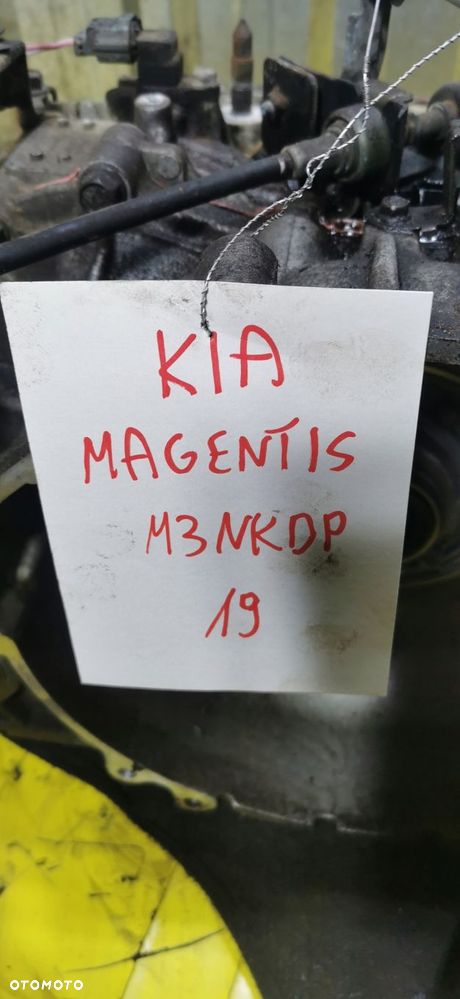 KIA
MAGENTIS
M3NKDP
19
OTOMOTO